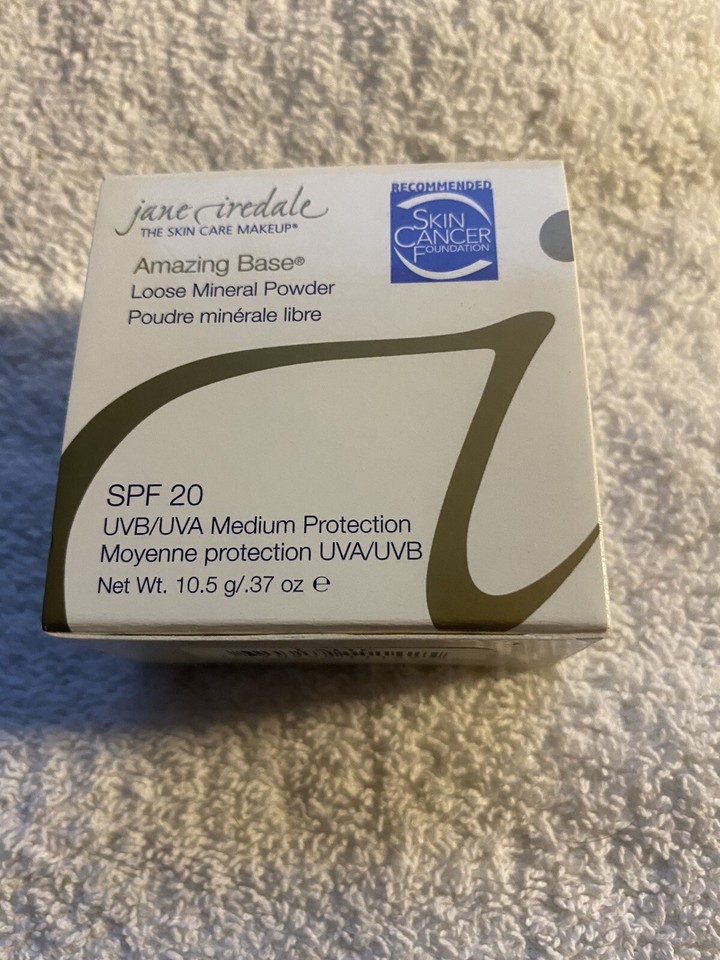 jane iredale
THE SKIN CARE MAKEUP®
Amazing Base®
Loose Mineral Powder
Poudre minérale libre
RECOMMENDED
SKIN
CANCER
FOUNDATION
SPF 20
UVB/UVA Medium Protection
Moyenne protection UVA/UVB
Net Wt. 10.5 g/.37 oz ℮